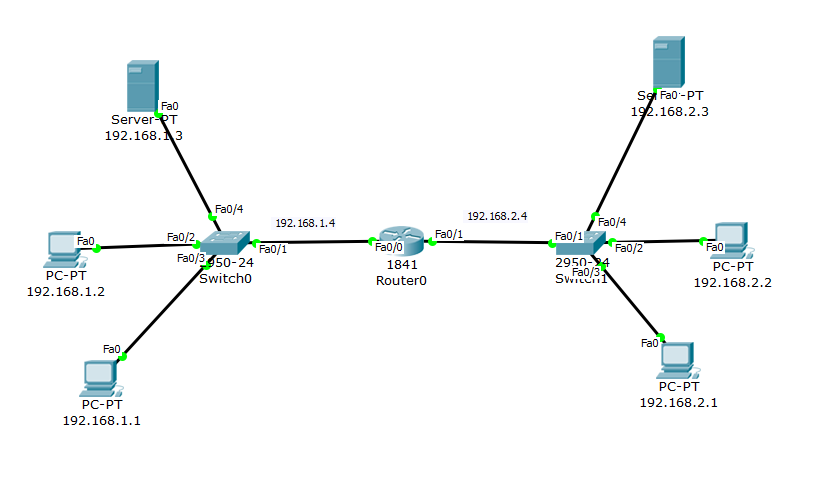 Fa0
Server-PT
192.168.1.3
Fa0
192.168.2.3
Fa0/4
192.168.1.4
192.168.2.4
Fa0/4
Fa0/2
Fa0
Fa0/3
Fa0/1
Switch0
Fa0/0
Fa0/1
1841
Router0
Fa0/1
Fa0/2
Fa0/3
Fa0
PC-PT
192.168.1.2
PC-PT
192.168.2.2
Fa0
PC-PT
192.168.1.1
Fa0
PC-PT
192.168.2.1